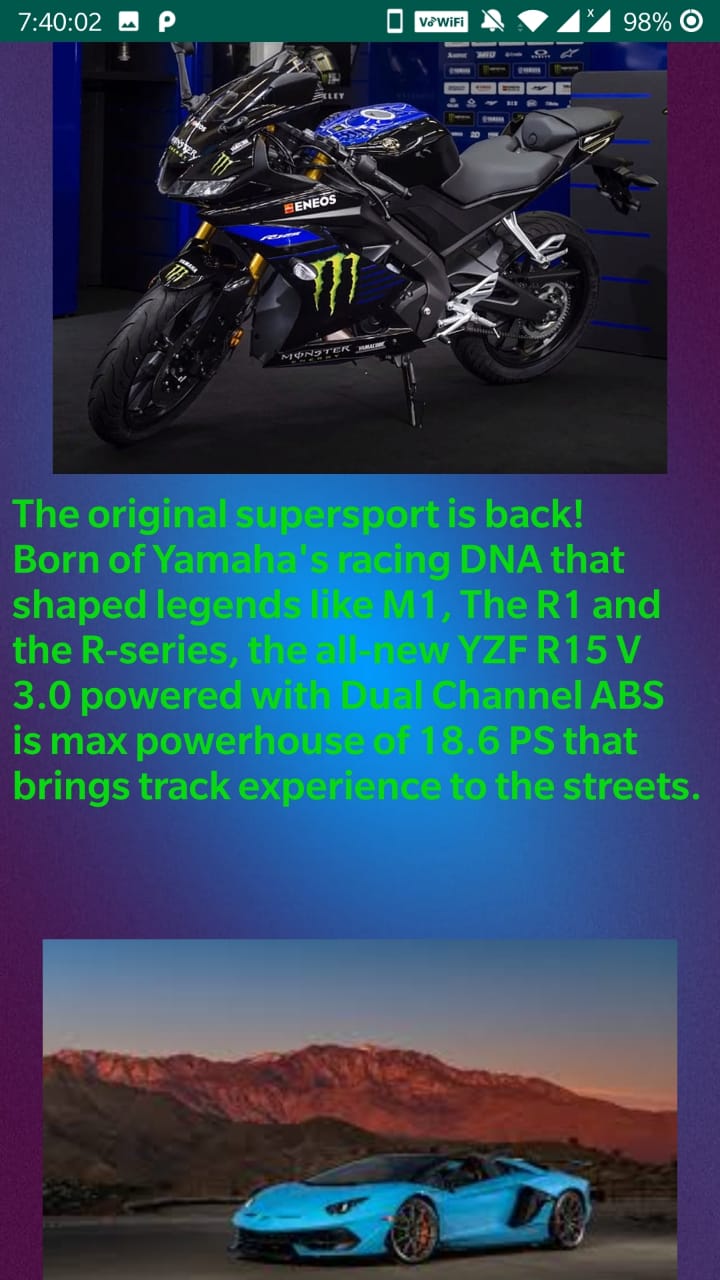 7:40:02
VoWiFi
X
98%
ENEOS
MONSTER
YAMALUBE
The original supersport is back!
Born of Yamaha's racing DNA that
shaped legends like M1, The R1 and
the R-series, the all-new YZF R15 V
3.0 powered with Dual Channel ABS
is max powerhouse of 18.6 PS that
brings track experience to the streets.